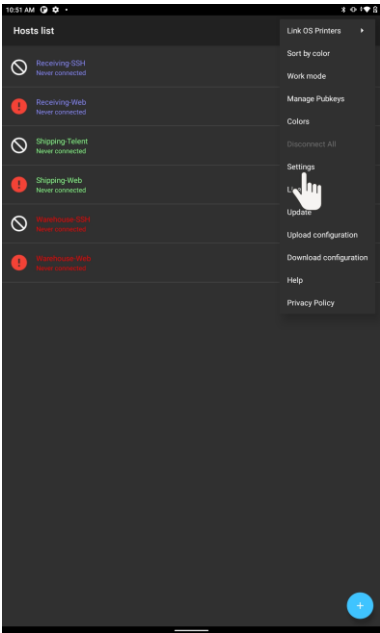 10:51 AM
Hosts list
Receiving-SSH
Never connected
Receiving-Web
Never connected
Shipping-Telent
Never connected
Shipping-Web
Never connected
Warehouse-SSH
Never connected
Warehouse-Web
Never connected
Link OS Printers
Sort by color
Work mode
Manage Pubkeys
Colors
Disconnect All
Settings
Update
Upload configuration
Download configuration
Help
Privacy Policy
+